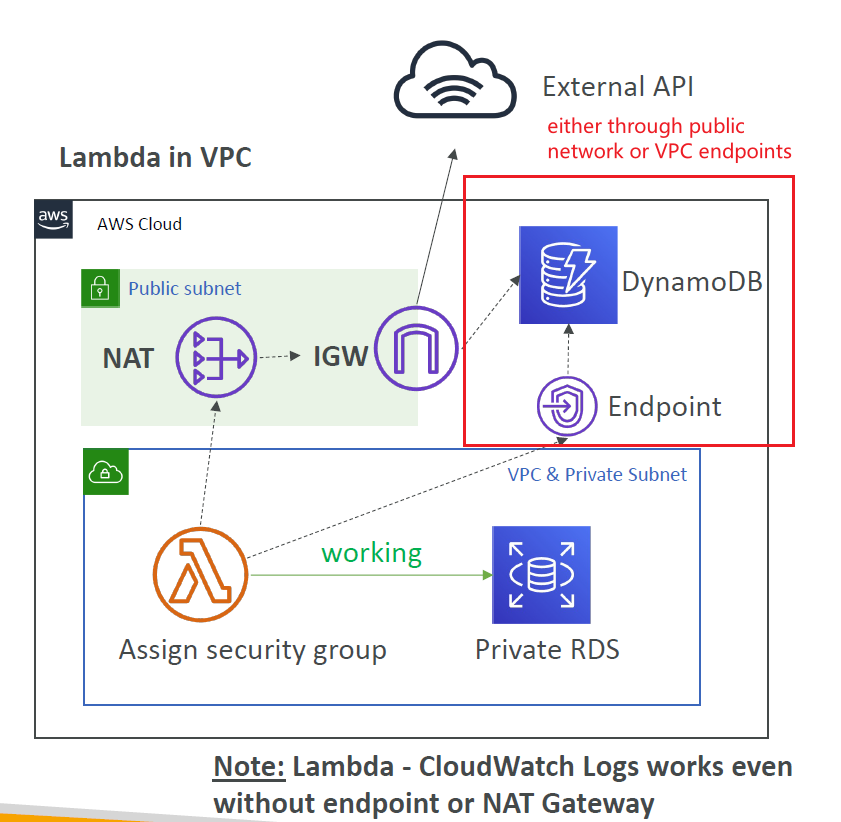 External API
either through public
network or VPC endpoints
Lambda in VPC
aws
AWS Cloud
Public subnet
DynamoDB
NAT
IGW
Endpoint
VPC & Private Subnet
working
Assign security group
Private RDS
Note: Lambda - CloudWatch Logs works even
without endpoint or NAT Gateway